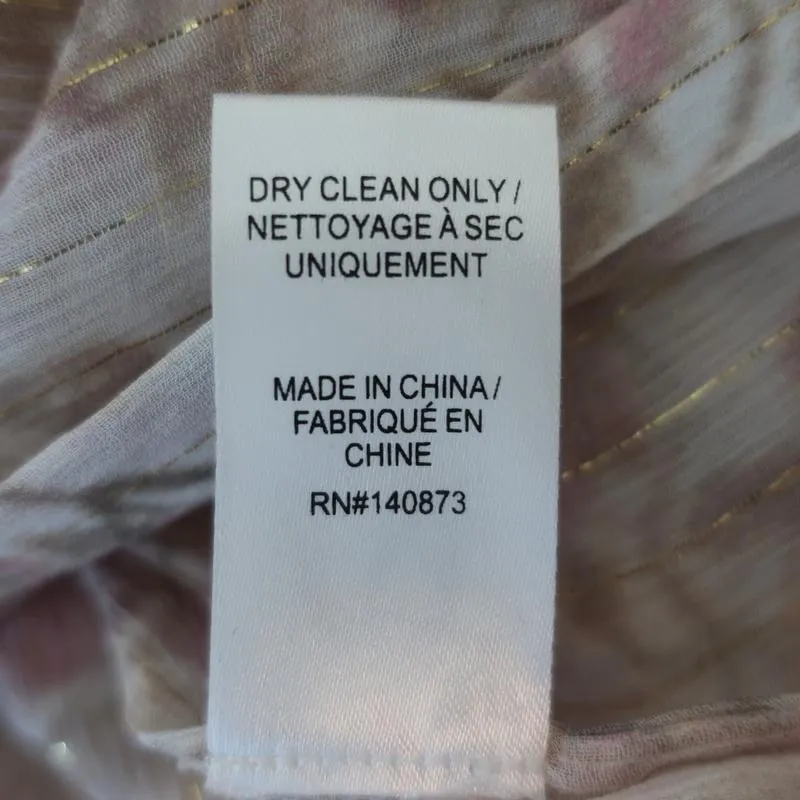 DRY CLEAN ONLY /
NETTOYAGE À SEC
UNIQUEMENT
MADE IN CHINA /
FABRIQUÉ EN
CHINE
RN#140873